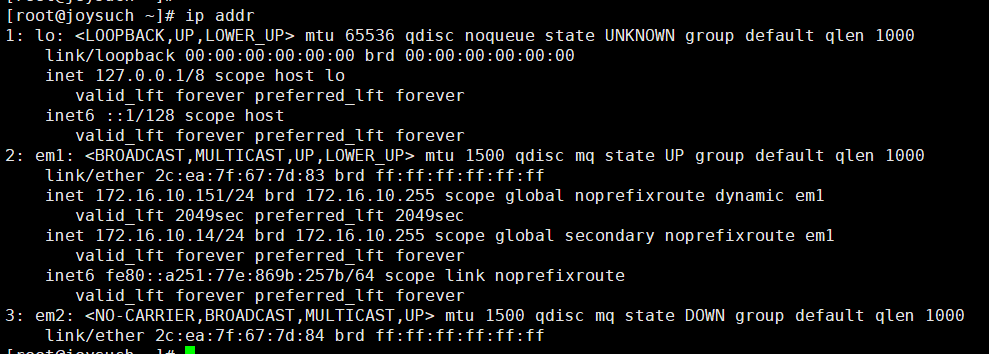 [root@joysuch ~]# ip addr
1: lo: <LOOPBACK,UP,LOWER_UP> mtu 65536 qdisc noqueue state UNKNOWN group default qlen 1000
    link/loopback 00:00:00:00:00:00 brd 00:00:00:00:00:00
    inet 127.0.0.1/8 scope host lo
       valid_lft forever preferred_lft forever
    inet6 ::1/128 scope host
       valid_lft forever preferred_lft forever
2: em1: <BROADCAST,MULTICAST,UP,LOWER_UP> mtu 1500 qdisc mq state UP group default qlen 1000
    link/ether 2c:ea:7f:67:7d:83 brd ff:ff:ff:ff:ff:ff
    inet 172.16.10.151/24 brd 172.16.10.255 scope global noprefixroute dynamic em1
       valid_lft 2049sec preferred_lft 2049sec
    inet 172.16.10.14/24 brd 172.16.10.255 scope global secondary noprefixroute em1
       valid_lft forever preferred_lft forever
    inet6 fe80::a251:77e:869b:257b/64 scope link noprefixroute
       valid_lft forever preferred_lft forever
3: em2: <NO-CARRIER,BROADCAST,MULTICAST,UP> mtu 1500 qdisc mq state DOWN group default qlen 1000
    link/ether 2c:ea:7f:67:7d:84 brd ff:ff:ff:ff:ff:ff
[root@joysuch ~]#